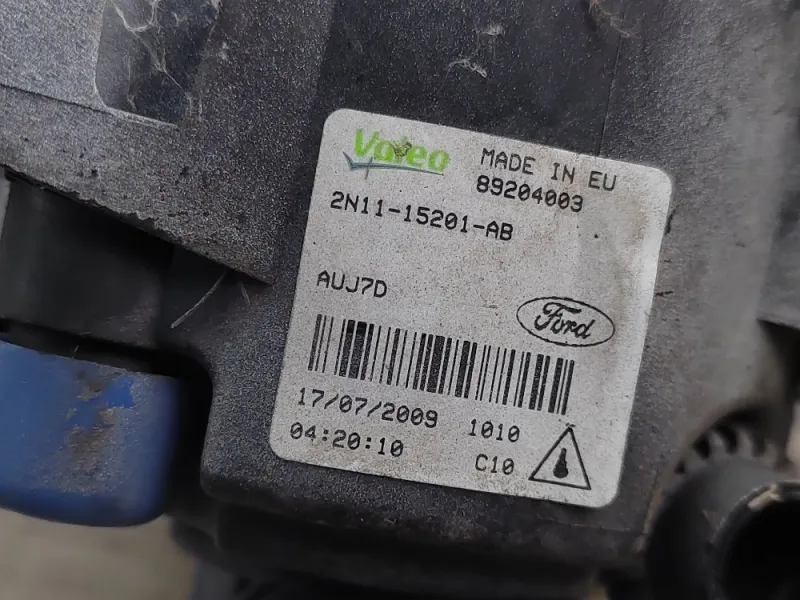 Valeo
MADE IN EU
89204003
2N11-15201-AB
AUJ7D
Ford
17/07/2009 1010
04:20:10 C10